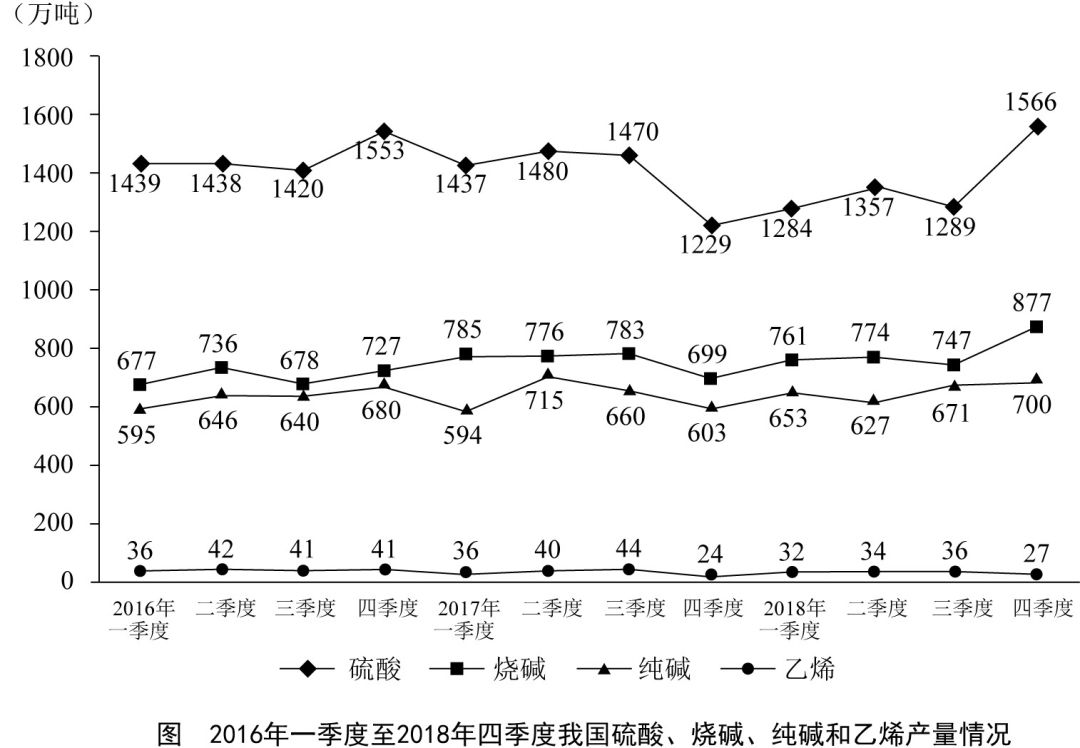 （万吨）
1800
1600
1400
1200
1000
800
600
400
200
0
1439 1438 1420 1553 1437 1480 1470 1229 1284 1357 1289 1566
677 736 678 727 785 776 783 699 761 774 747 877
595 646 640 680 594 715 660 603 653 627 671 700
36 42 41 41 36 40 44 24 32 34 36 27
2016年 二季度 三季度 四季度 2017年 二季度 三季度 四季度 2018年 二季度 三季度 四季度
一季度 一季度 一季度
硫酸 烧碱 纯碱 乙烯
图 2016年一季度至2018年四季度我国硫酸、烧碱、纯碱和乙烯产量情况